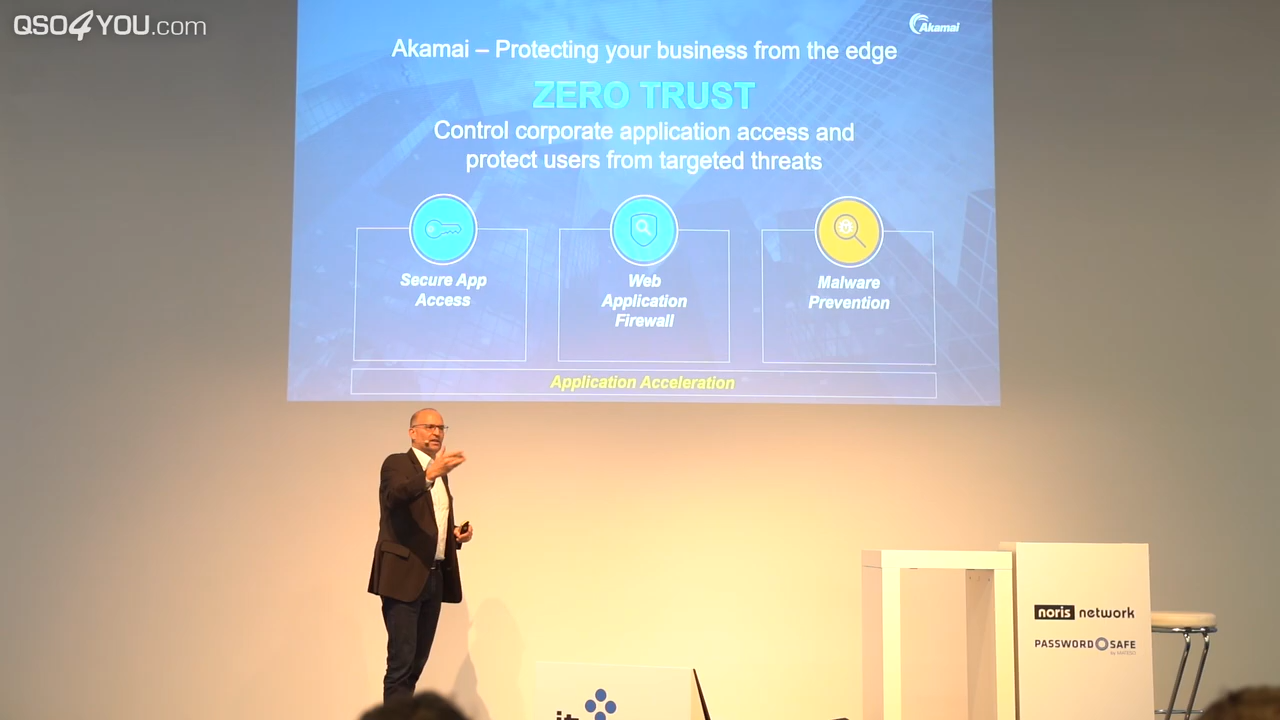 QSO4YOU.com
Akamai
Akamai – Protecting your business from the edge
ZERO TRUST
Control corporate application access and
protect users from targeted threats
Secure App
Access
Web
Application
Firewall
Malware
Prevention
Application Acceleration
noris network
PASSWORD SAFE
it